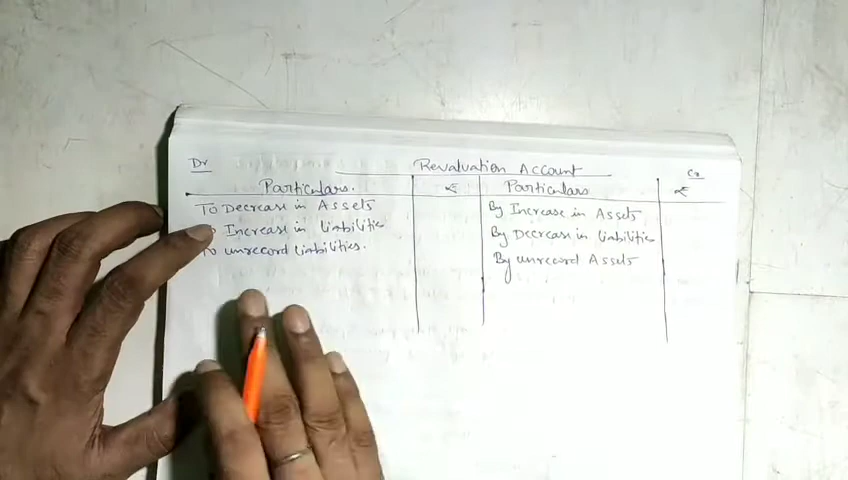 Revaluation Account
Dr
Cr
Particulars.
Particulars
To Decrease in Assets
Increase in Liabilities
To unrecord Liabilities.
By Increase in Assets
By Decrease in Liabilities
By unrecord Assets